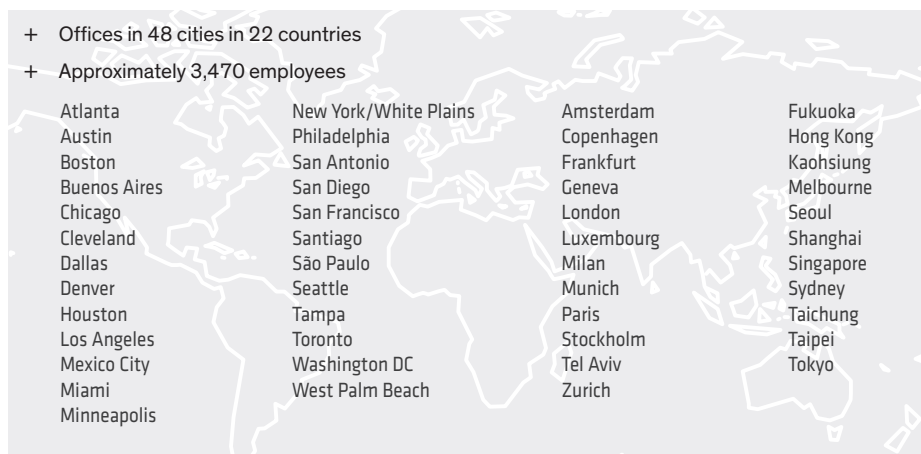 + Offices in 48 cities in 22 countries
+ Approximately 3,470 employees
Atlanta
Austin
Boston
Buenos Aires
Chicago
Cleveland
Dallas
Denver
Houston
Los Angeles
Mexico City
Miami
Minneapolis
New York/White Plains
Philadelphia
San Antonio
San Diego
San Francisco
Santiago
São Paulo
Seattle
Tampa
Toronto
Washington DC
West Palm Beach
Amsterdam
Copenhagen
Frankfurt
Geneva
London
Luxembourg
Milan
Munich
Paris
Stockholm
Tel Aviv
Zurich
Fukuoka
Hong Kong
Kaohsiung
Melbourne
Seoul
Shanghai
Singapore
Sydney
Taichung
Taipei
Tokyo